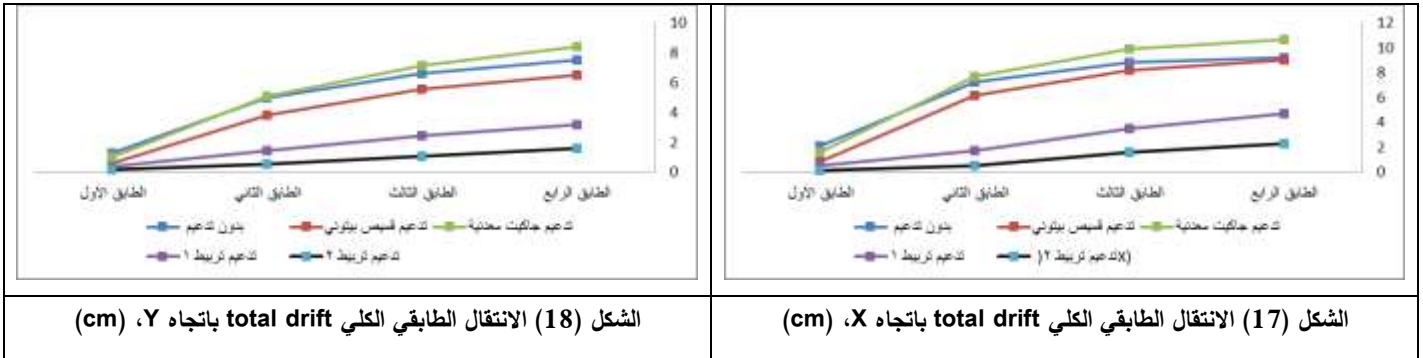 12
10
8
6
4
2
0
الطابق الأول الطابق الثاني الطابق الثالث الطابق الرابع
بدون تدعيم تدعيم قميص بيتوني تدعيم جاكيت معدنية
تدعيم تربيط ١ تدعيم تربيط ٢( x)
الشكل (17) الانتقال الطابقي الكلي total drift باتجاه X، (cm)
10
8
6
4
2
0
الطابق الأول الطابق الثاني الطابق الثالث الطابق الرابع
بدون تدعيم تدعيم قميص بيتوني تدعيم جاكيت معدنية
تدعيم تربيط ١ تدعيم تربيط ٢
الشكل (18) الانتقال الطابقي الكلي total drift باتجاه Y، (cm)